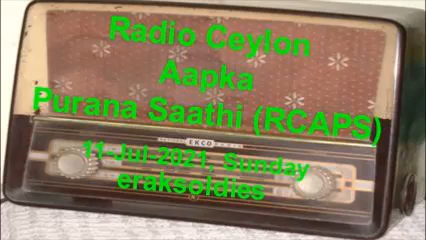 Radio Ceylon
Aapka
Purana Saathi (RCAPS)
EKCO
11-Jul-2021, Sunday
eraksoldies